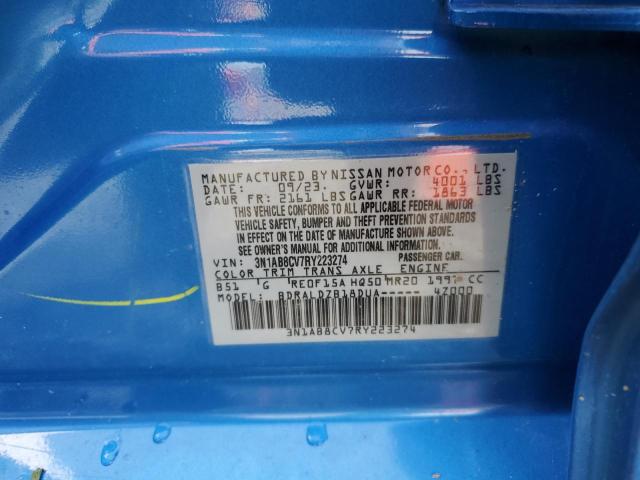 MANUFACTURED BY NISSAN MOTOR CO., LTD.
DATE: 09/23. GVWR: 4001 LBS
GAWR FR: 2161 LBS GAWR RR: 1863 LBS
THIS VEHICLE CONFORMS TO ALL APPLICABLE FEDERAL MOTOR
VEHICLE SAFETY, BUMPER AND THEFT PREVENTION STANDARDS
IN EFFECT ON THE DATE OF MANUFACTURE SHOWN ABOVE.
SEE OWNER'S MANUAL FOR ADDITIONAL INFORMATION.
VIN: 3N1AB8CV7RY223274 PASSENGER CAR.
COLOR TRIM TRANS AXLE ENGINE
B51 G RE0F15A HQ50 MR20 1997 CC
MODEL: BDRALDZB18DUA----- 4Z000
3N1AB8CV7RY223274